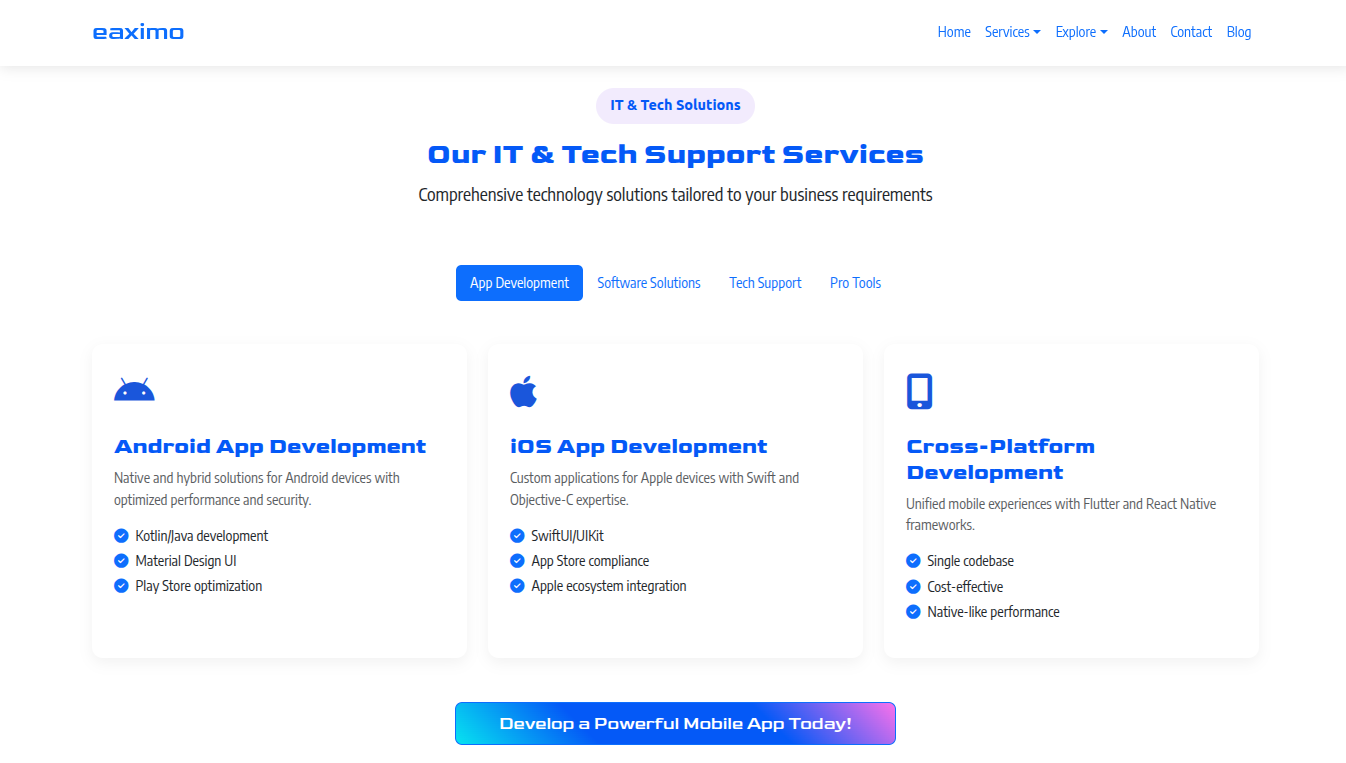 eaximo
Home Services Explore About Contact Blog
IT & Tech Solutions
Our IT & Tech Support Services
Comprehensive technology solutions tailored to your business requirements
App Development Software Solutions Tech Support Pro Tools
Android App Development
Native and hybrid solutions for Android devices with
optimized performance and security.
Kotlin/Java development
Material Design UI
Play Store optimization
iOS App Development
Custom applications for Apple devices with Swift and
Objective-C expertise.
SwiftUI/UIKit
App Store compliance
Apple ecosystem integration
Cross-Platform
Development
Unified mobile experiences with Flutter and React Native
frameworks.
Single codebase
Cost-effective
Native-like performance
Develop a Powerful Mobile App Today!